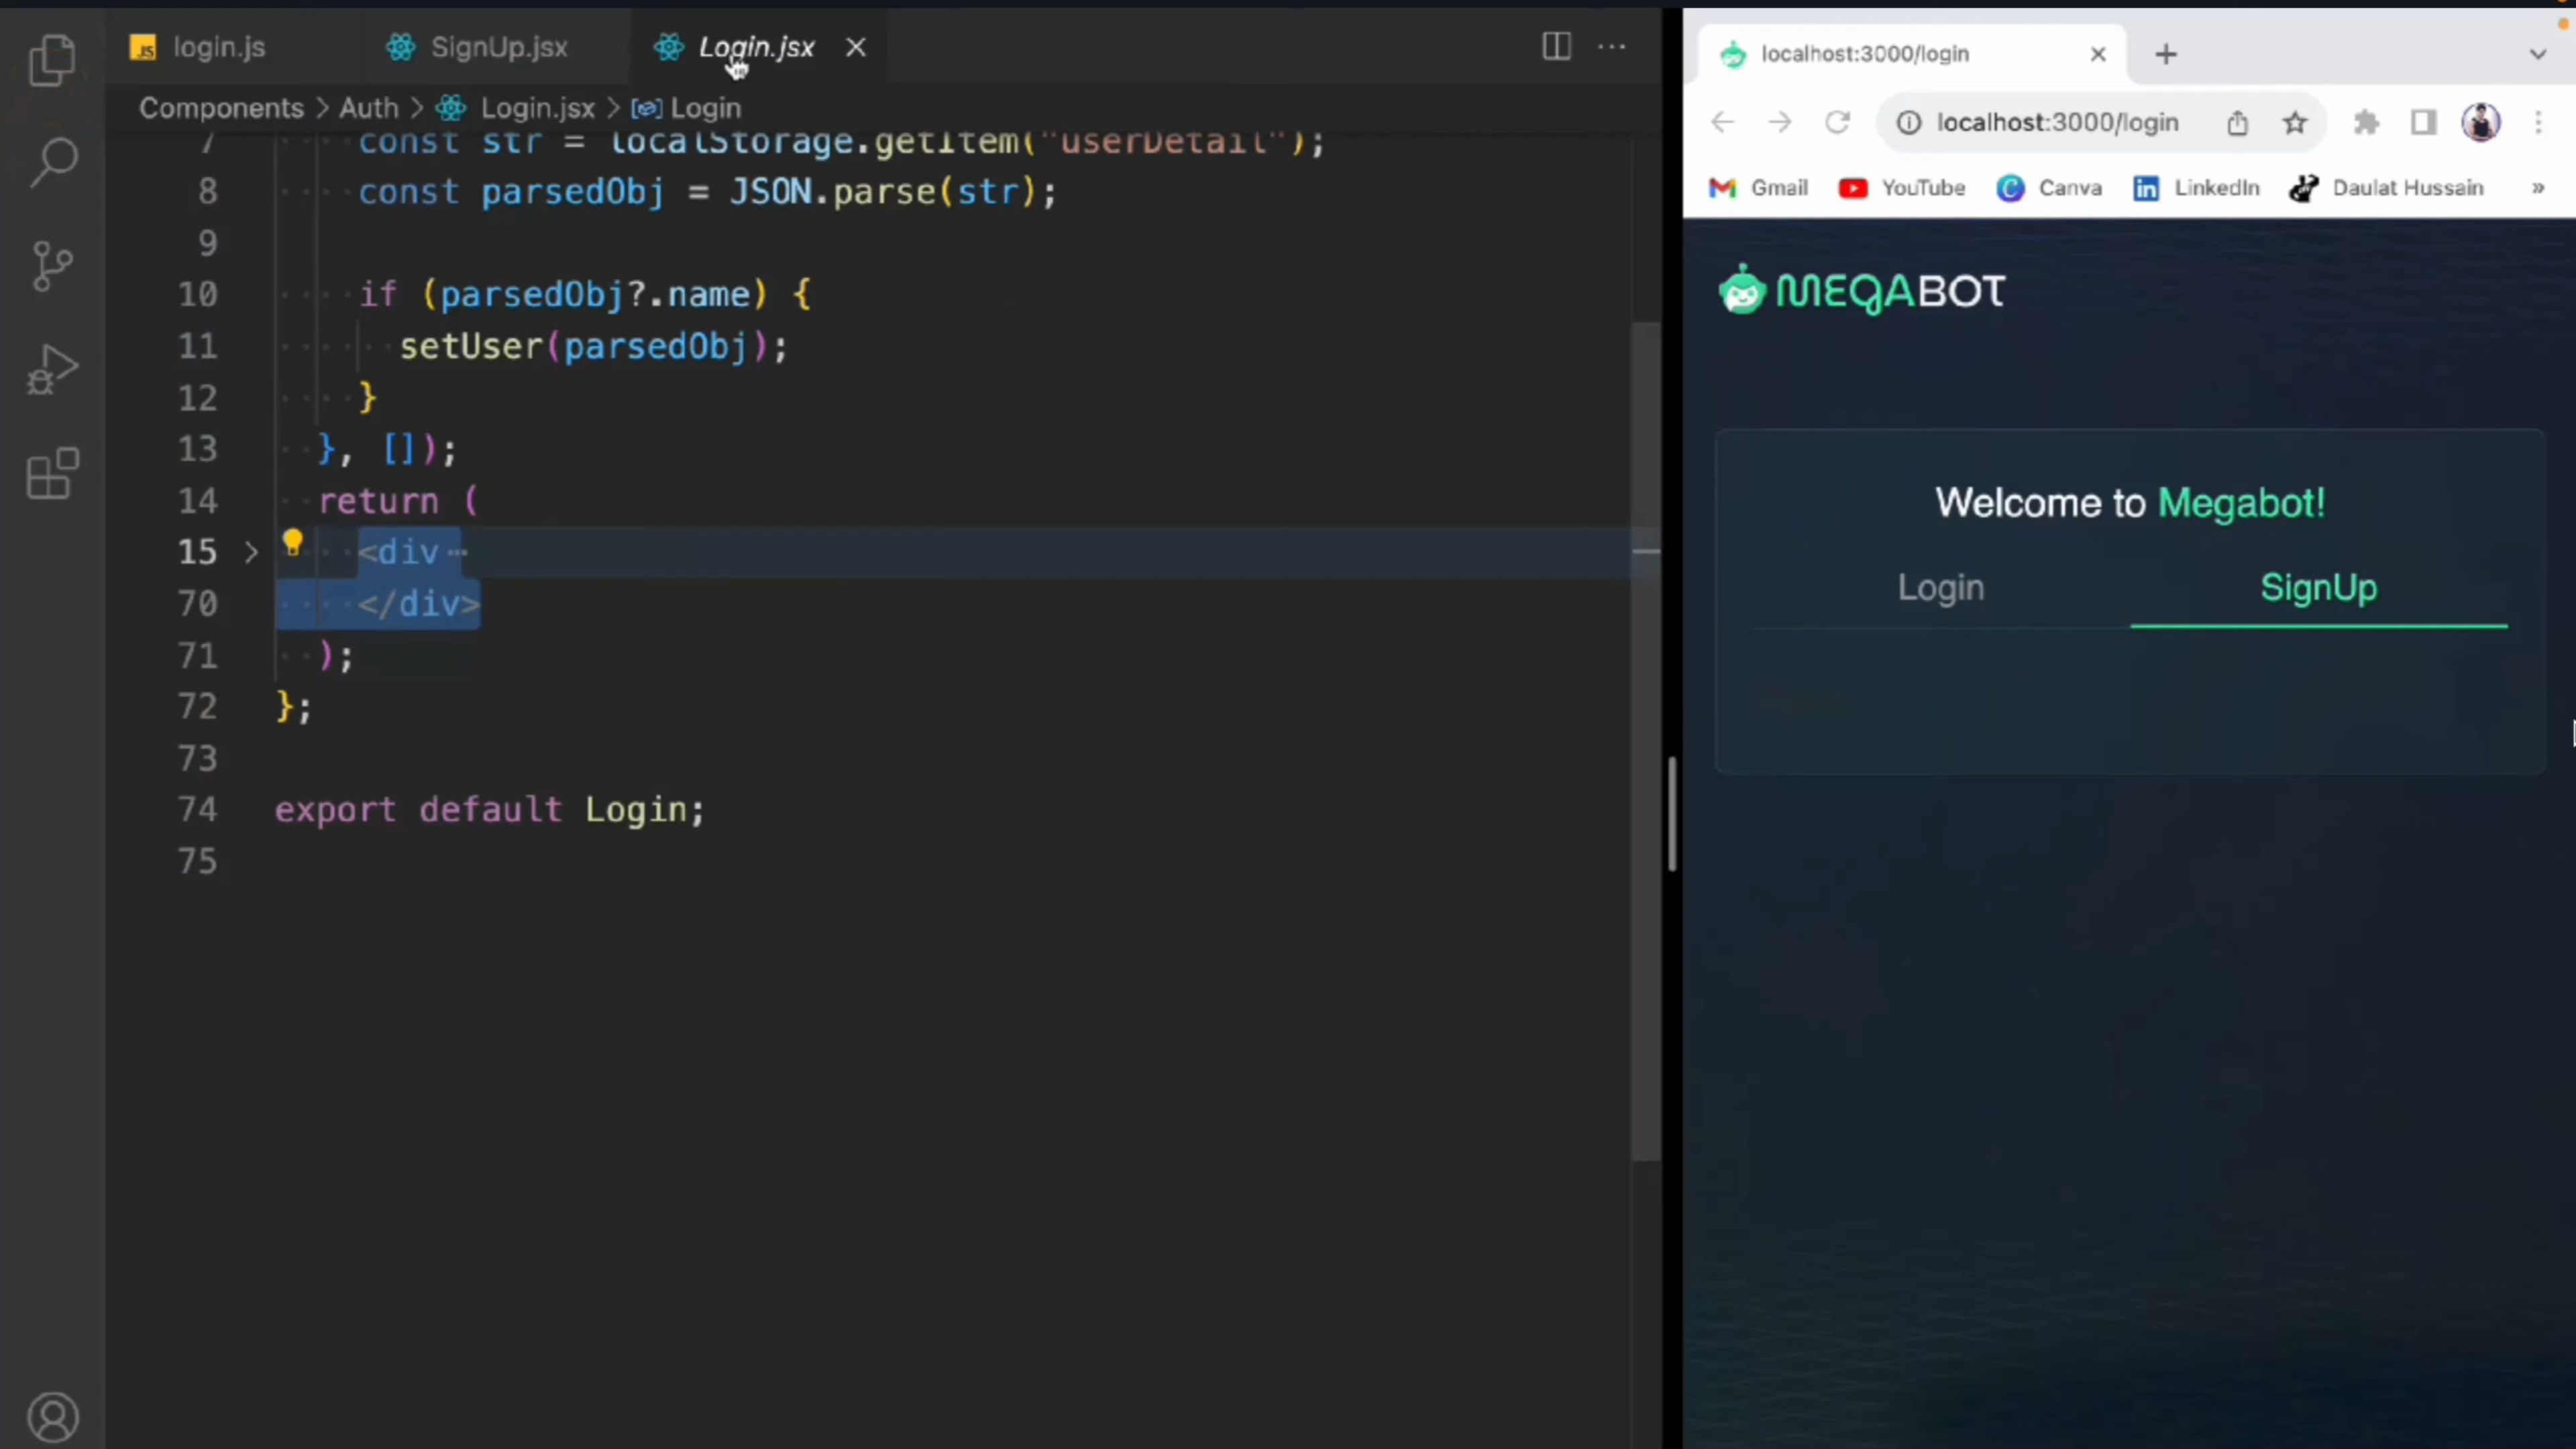 login.js
SignUp.jsx
Login.jsx
Components > Auth > Login.jsx > Login
7 const str = localStorage.getItem("userDetail");
8 const parsedObj = JSON.parse(str);
9
10 if (parsedObj?.name) {
11 setUser(parsedObj);
12 }
13 }, []);
14 return (
15 <div ⋯
70 </div>
71 );
72 };
73
74 export default Login;
75
localhost:3000/login
localhost:3000/login
Gmail YouTube Canva LinkedIn Daulat Hussain »
MEGABOT
Welcome to Megabot!
Login SignUp